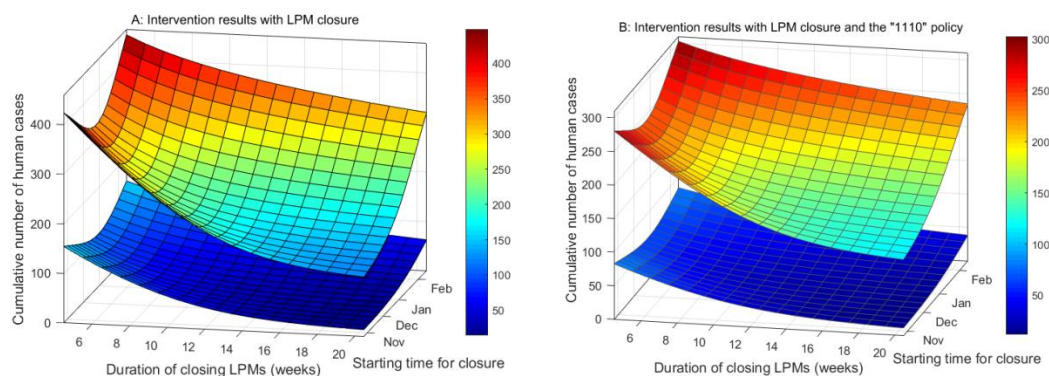 A: Intervention results with LPM closure
Cumulative number of human cases
400
300
200
100
0
6 8 10 12 14 16 18 20
Duration of closing LPMs (weeks)
Nov
Dec
Jan
Feb
Starting time for closure
400
350
300
250
200
150
100
50
B: Intervention results with LPM closure and the "1110" policy
Cumulative number of human cases
300
250
200
150
100
50
0
6 8 10 12 14 16 18 20
Duration of closing LPMs (weeks)
Nov
Dec
Jan
Feb
Starting time for closure
300
250
200
150
100
50